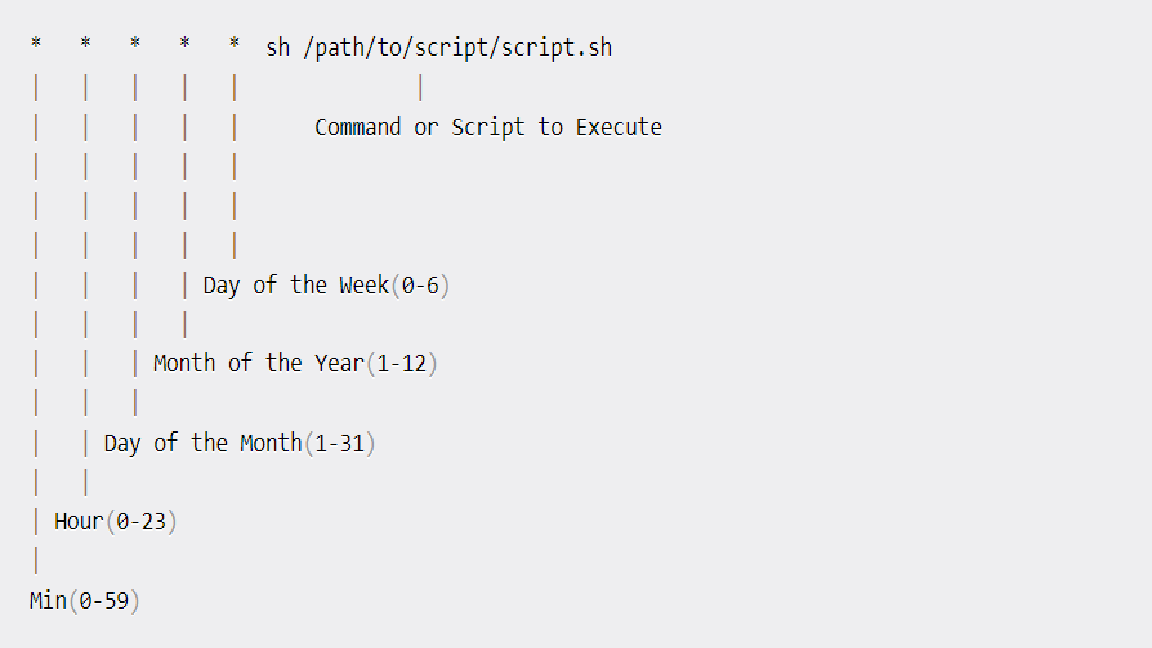 * * * * * sh /path/to/script/script.sh
| | | | | |
| | | | | Command or Script to Execute
| | | | |
| | | | |
| | | | |
| | | | Day of the Week(0-6)
| | | |
| | | Month of the Year(1-12)
| | |
| | Day of the Month(1-31)
| |
| Hour(0-23)
|
Min(0-59)